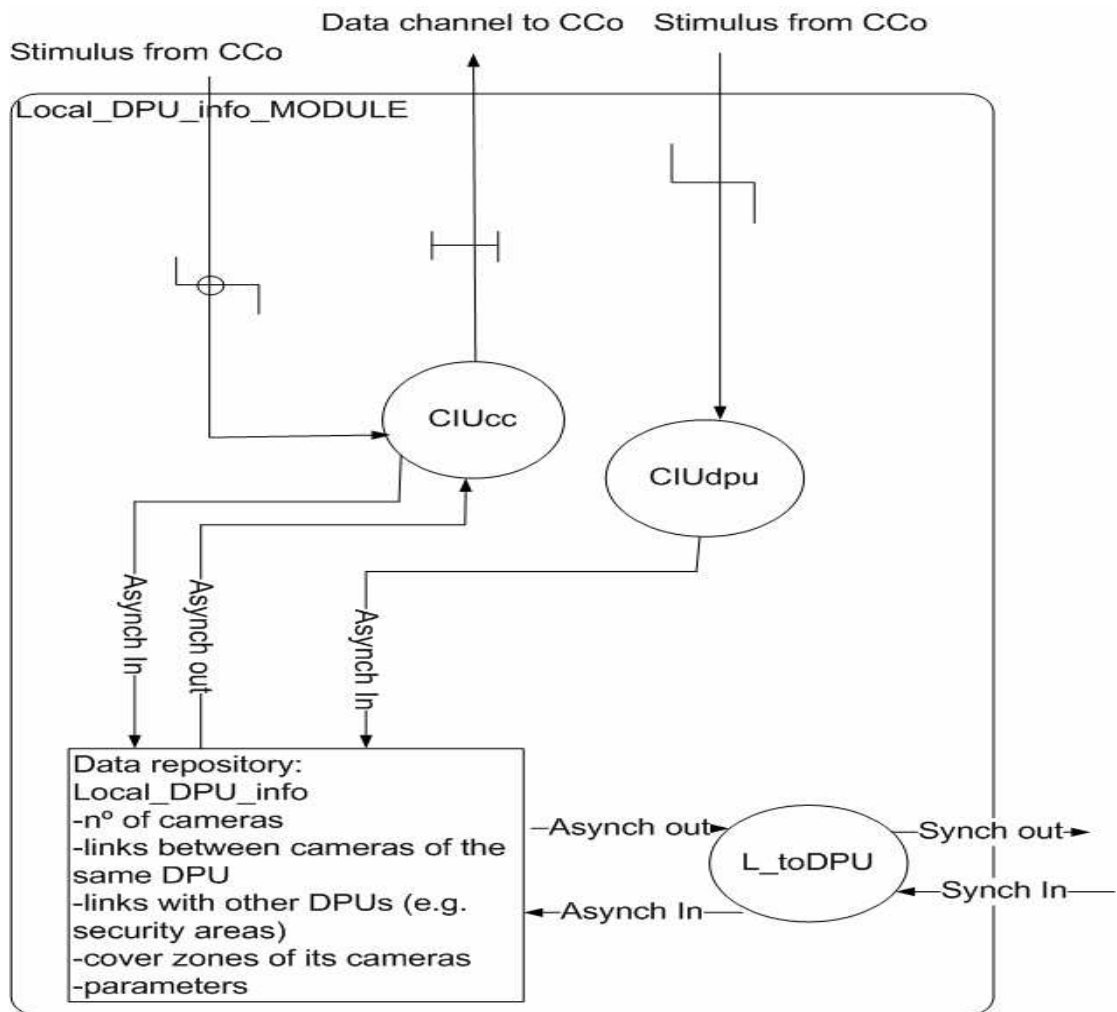 Data channel to CCo
Stimulus from CCo
Stimulus from CCo
Local_DPU_info_MODULE
CIUcc
CIUdpu
Asynch In
Asynch out
Asynch In
Data repository:
Local_DPU_info
-nº of cameras
-links between cameras of the
same DPU
-links with other DPUs (e.g.
security areas)
-cover zones of its cameras
-parameters
Asynch out
Asynch In
L_toDPU
Synch out
Synch In